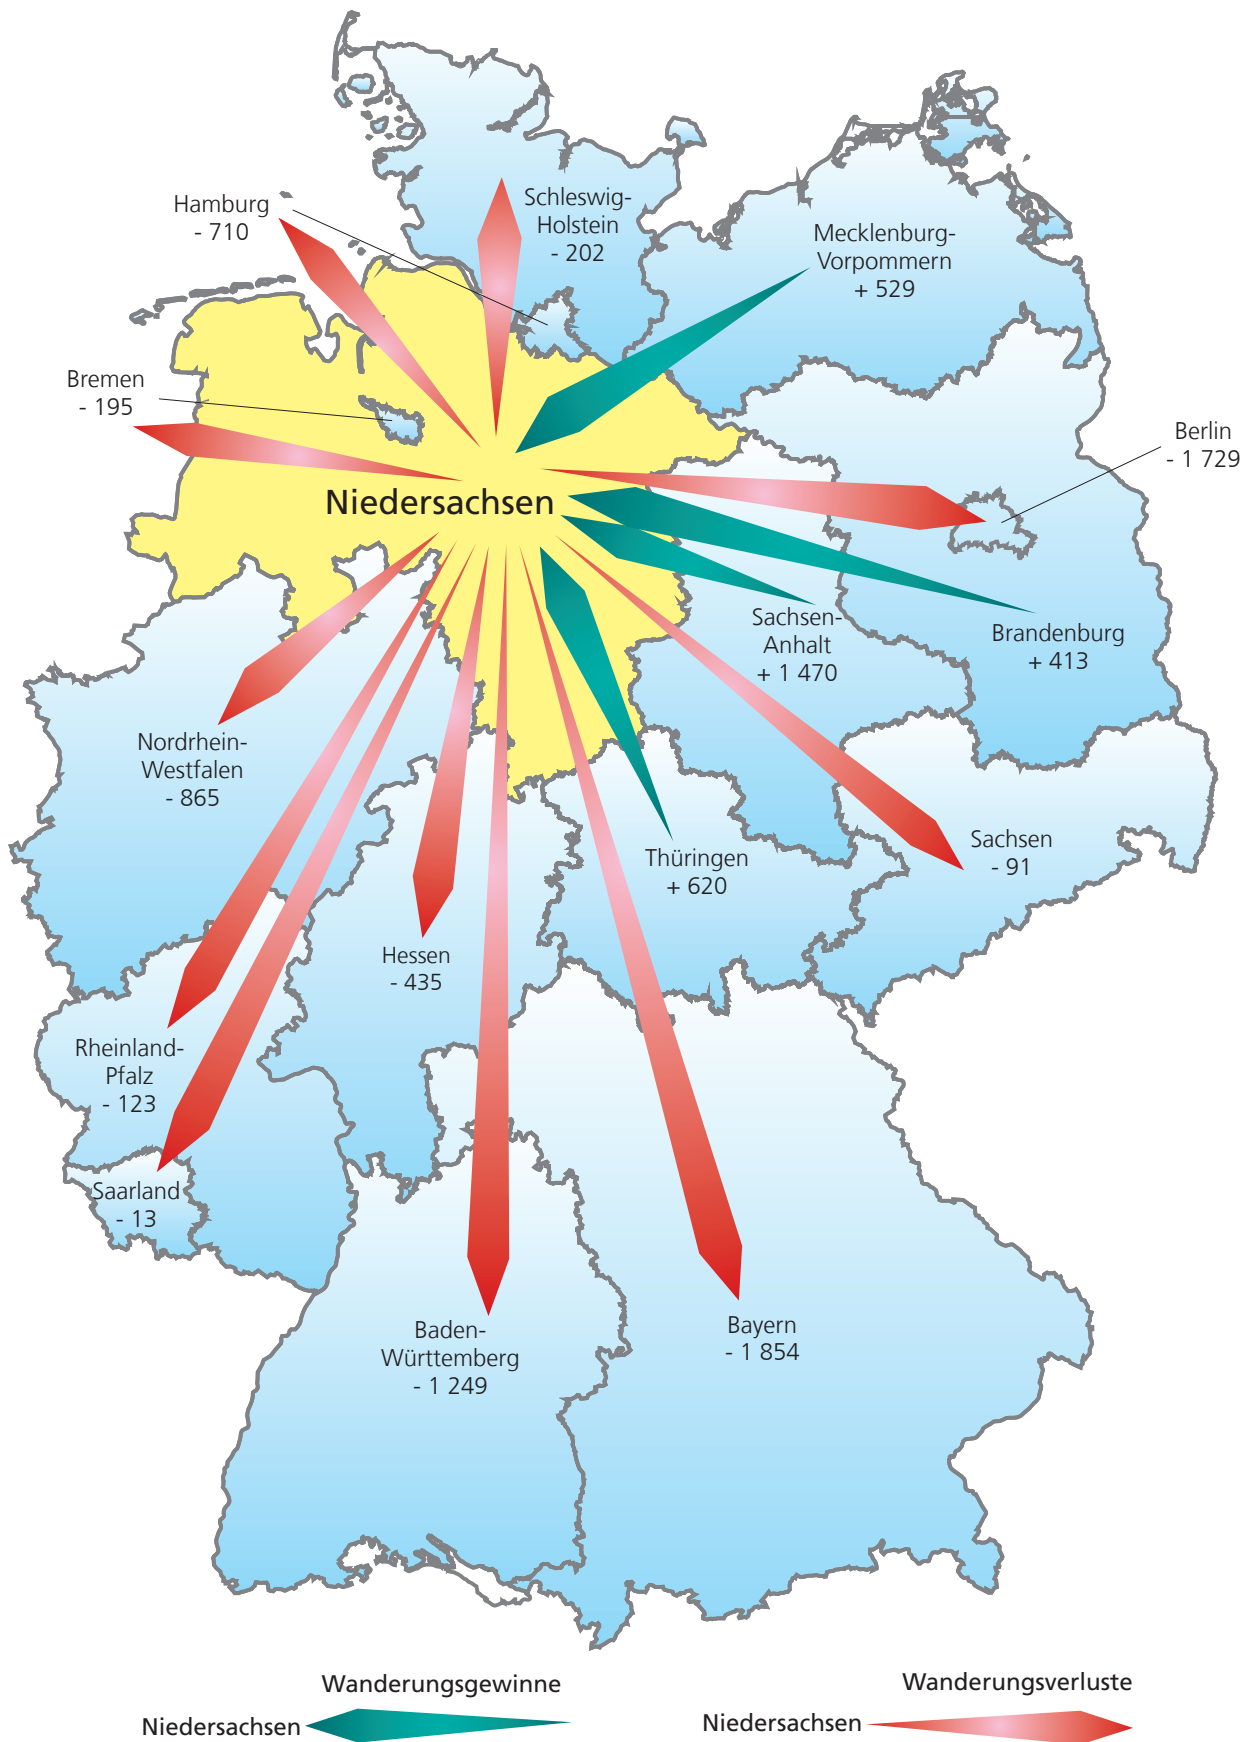 Hamburg
- 710
Schleswig-
Holstein
- 202
Mecklenburg-
Vorpommern
+ 529
Bremen
- 195
Berlin
- 1 729
Niedersachsen
Sachsen-
Anhalt
+ 1 470
Brandenburg
+ 413
Nordrhein-
Westfalen
- 865
Thüringen
+ 620
Sachsen
- 91
Hessen
- 435
Rheinland-
Pfalz
- 123
Saarland
- 13
Baden-
Württemberg
- 1 249
Bayern
- 1 854
Wanderungsgewinne
Niedersachsen
Wanderungsverluste
Niedersachsen